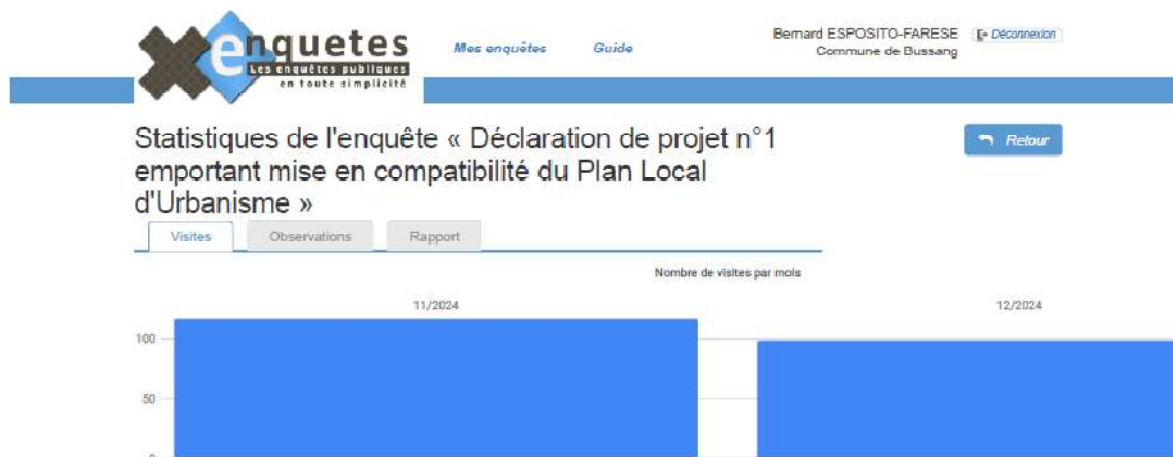 enquetes
Les enquêtes publiques
en toute simplicité
Mes enquêtes
Guide
Bernard ESPOSITO-FARESE
Déconnexion
Commune de Bussang
Statistiques de l'enquête « Déclaration de projet n°1
emportant mise en compatibilité du Plan Local
d'Urbanisme »
Retour
Visites
Observations
Rapport
Nombre de visites par mois
11/2024
12/2024
100
50
0